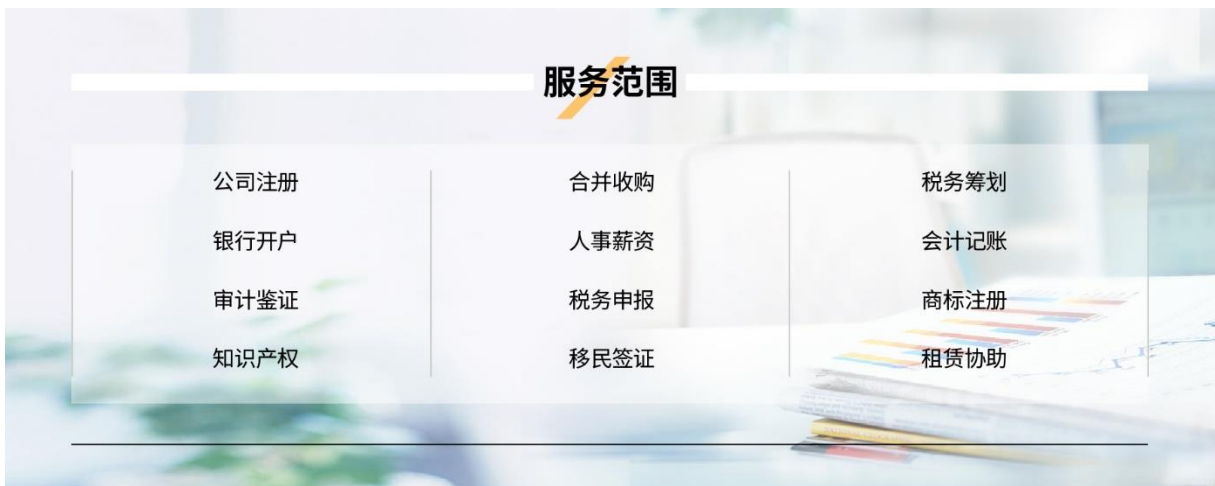 服务范围
公司注册
合并收购
税务筹划
银行开户
人事薪资
会计记账
审计鉴证
税务申报
商标注册
知识产权
移民签证
租赁协助